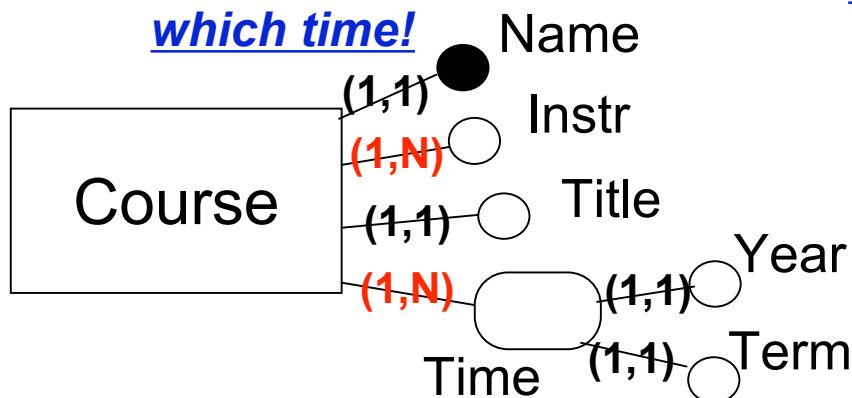 which time!
Name
(1,1)
Instr
(1,N)
Course
Title
(1,1)
Year
(1,N)
(1,1)
Time
(1,1)
Term